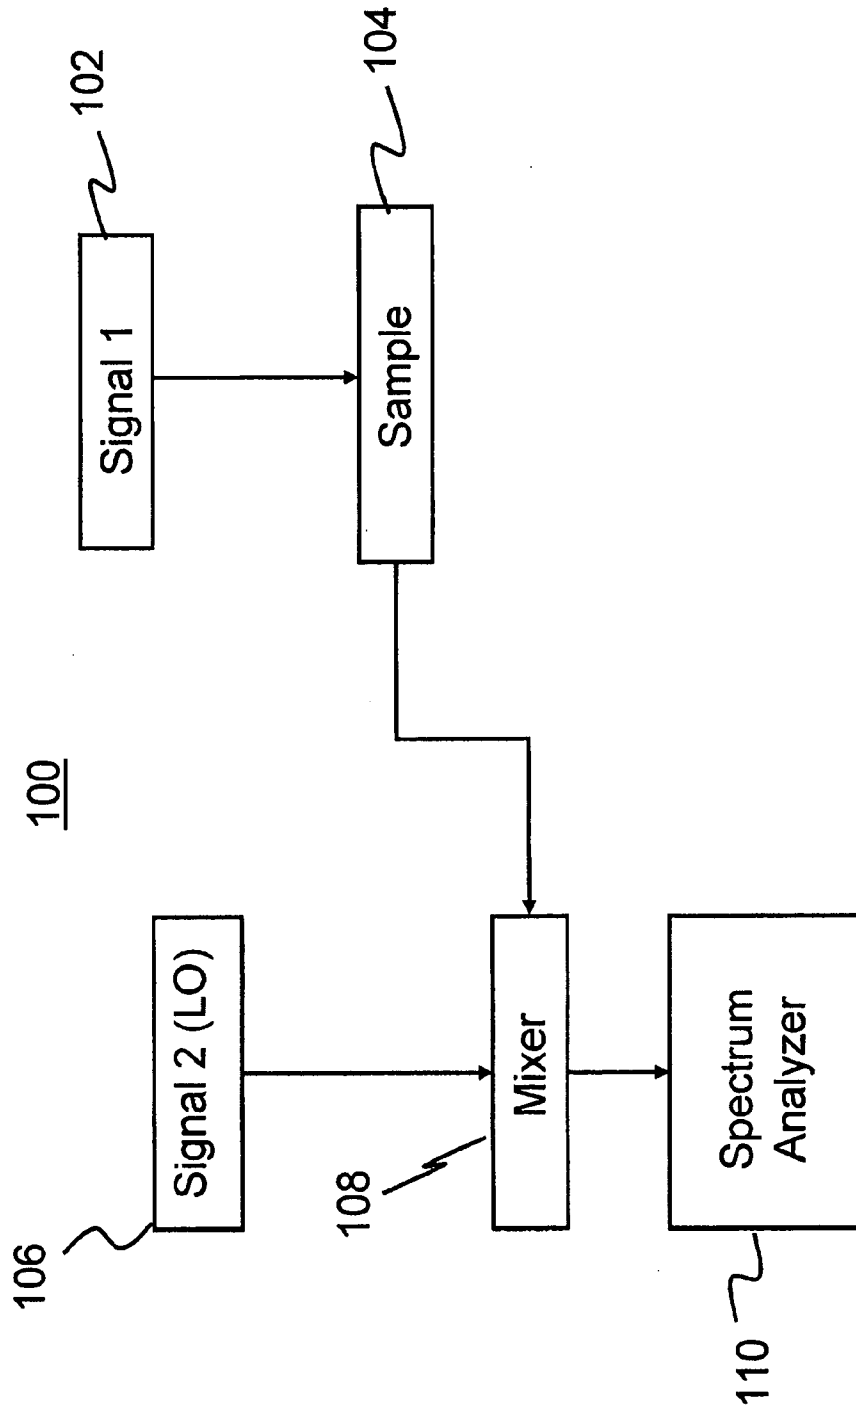 100
106
Signal 2 (LO)
Signal 1
102
108
Mixer
Sample
104
110
Spectrum
Analyzer